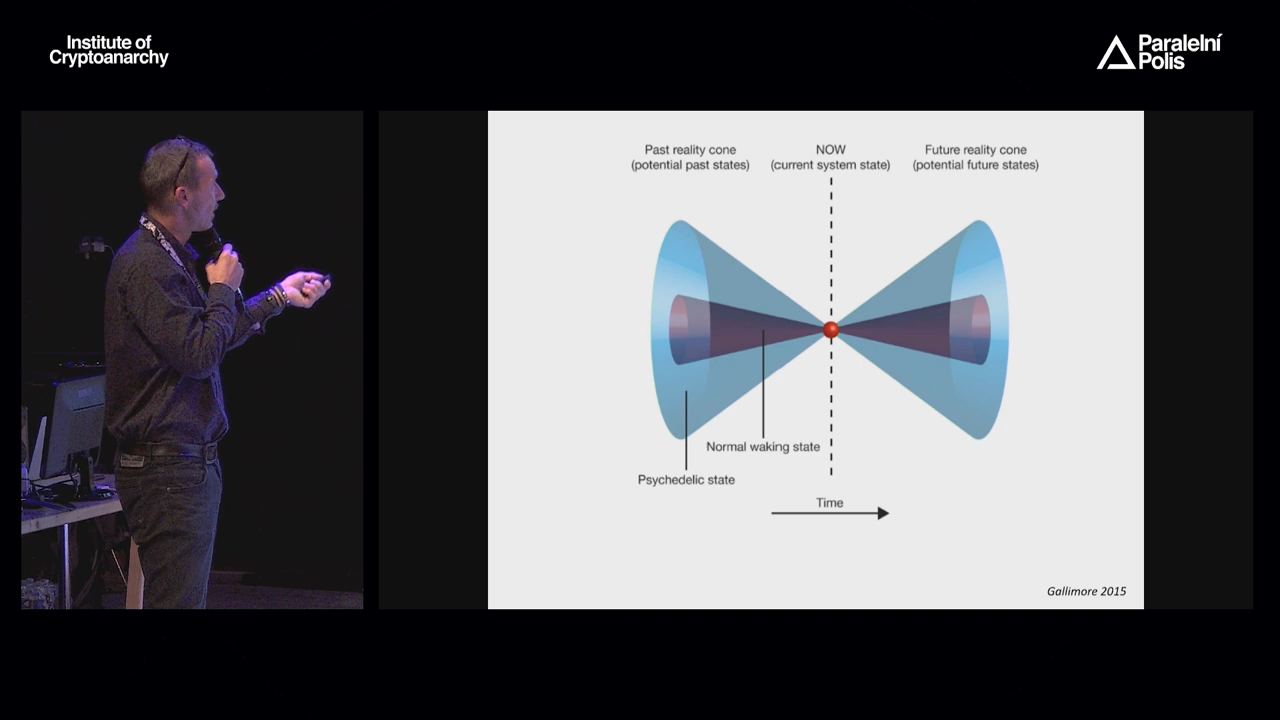 Institute of
Cryptoanarchy
Paralelní
Polis
Past reality cone
(potential past states)
NOW
(current system state)
Future reality cone
(potential future states)
Normal waking state
Psychedelic state
Time
Gallimore 2015